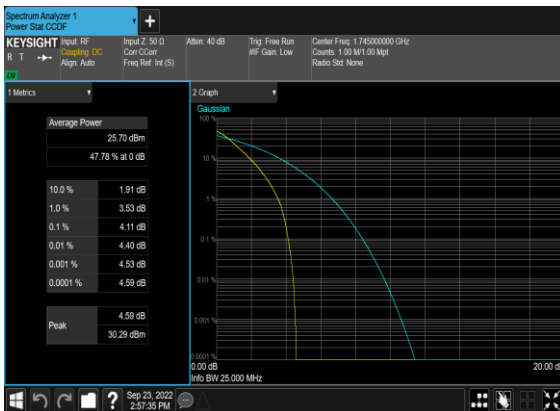 Spectrum Analyzer 1
Power Stat CCDF
KEYSIGHT
R T
LV
Input: RF
Coupling: DC
Align: Auto
Input Z: 50 Ω
Corr CCorr
Freq Ref: Int (S)
Atten: 40 dB
Trig: Free Run
#IF Gain: Low
Center Freq: 1.745000000 GHz
Counts: 1.00 M/1.00 Mpt
Radio Std: None
1 Metrics
Average Power
25.70 dBm
47.78 % at 0 dB
10.0 % 1.91 dB
1.0 % 3.53 dB
0.1 % 4.11 dB
0.01 % 4.40 dB
0.001 % 4.53 dB
0.0001 % 4.59 dB
Peak
4.59 dB
30.29 dBm
2 Graph
Gaussian
100 %
10 %
1 %
0.1 %
0.01 %
0.001 %
0.0001 %
0.00 dB
20.00 d
Info BW 25.000 MHz
?
Sep 23, 2022
2:57:35 PM